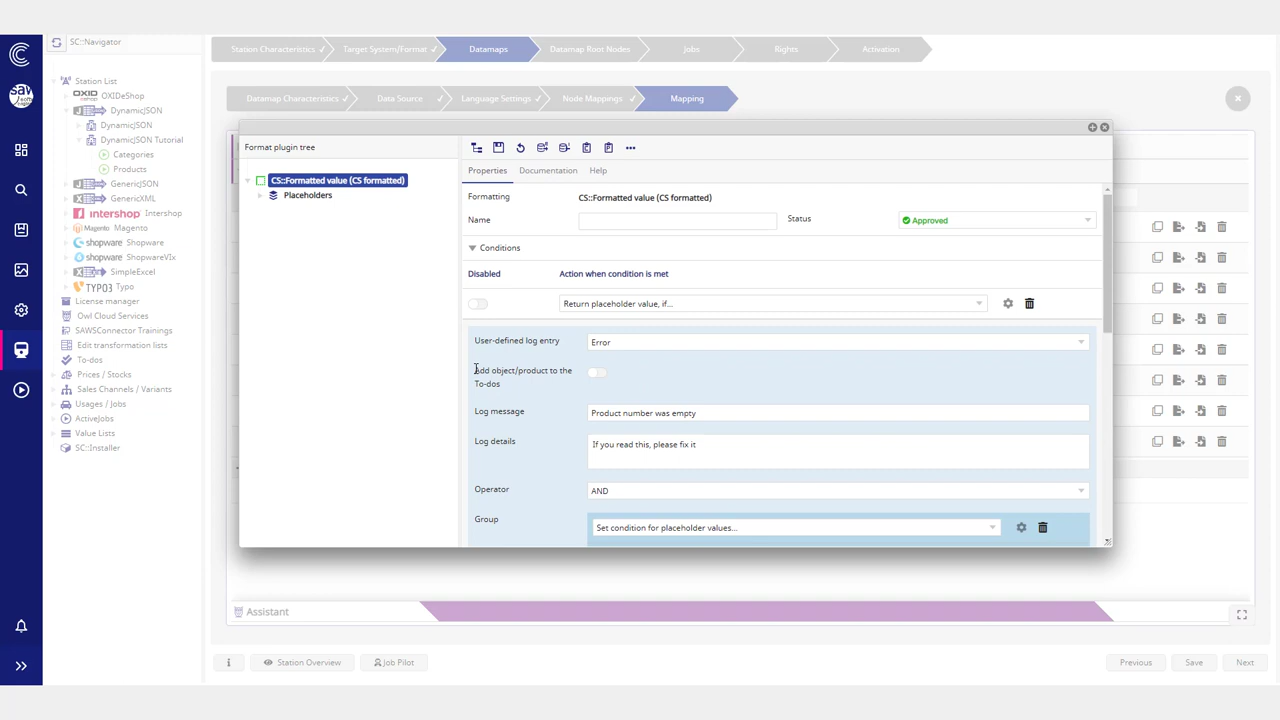 SC::Navigator
Station Characteristics ✓
Target System/Format ✓
Datamaps
Datamap Root Nodes
Jobs
Rights
Activation
Station List
OXID eshop OXIDeShop
DynamicJSON
DynamicJSON
DynamicJSON Tutorial
Categories
Products
GenericJSON
GenericXML
intershop Intershop
Magento Magento
shopware Shopware
shopware ShopwareVIx
SimpleExcel
TYPO3 Typo
License manager
Owl Cloud Services
SAWSConnector Trainings
Edit transformation lists
To-dos
Prices / Stocks
Sales Channels / Variants
Usages / Jobs
ActiveJobs
Value Lists
SC::Installer
Datamap Characteristics ✓
Data Source ✓
Language Settings ✓
Node Mappings ✓
Mapping
Format plugin tree
CS::Formatted value (CS formatted)
Placeholders
Properties
Documentation
Help
Formatting
CS::Formatted value (CS formatted)
Name
Status
Approved
Conditions
Disabled
Action when condition is met
Return placeholder value, if...
User-defined log entry
Error
Add object/product to the
To-dos
Log message
Product number was empty
Log details
If you read this, please fix it
Operator
AND
Group
Set condition for placeholder values...
Assistant
Station Overview
Job Pilot
Previous
Save
Next